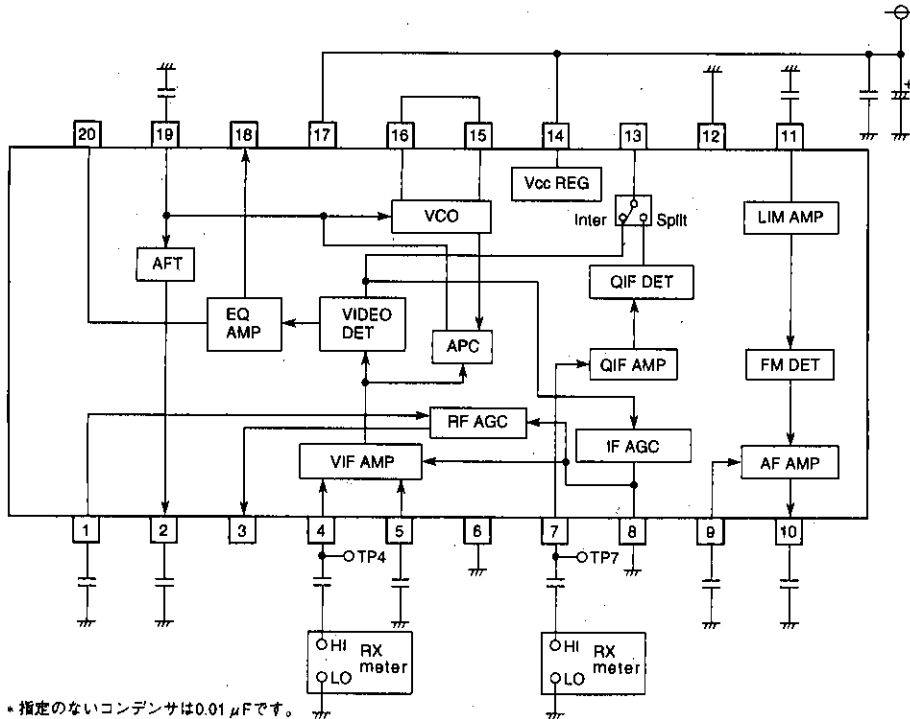 +
20 19 18 17 16 15 14 13 12 11
Vcc REG
VCO
Inter Split
LIM AMP
AFT
QIF DET
EQ AMP
VIDEO DET
APC
QIF AMP
FM DET
RF AGC
VIF AMP
IF AGC
AF AMP
1 2 3 4 5 6 7 8 9 10
TP4
TP7
HI
RX meter
LO
HI
RX meter
LO
* 指定のないコンデンサは0.01 μFです。